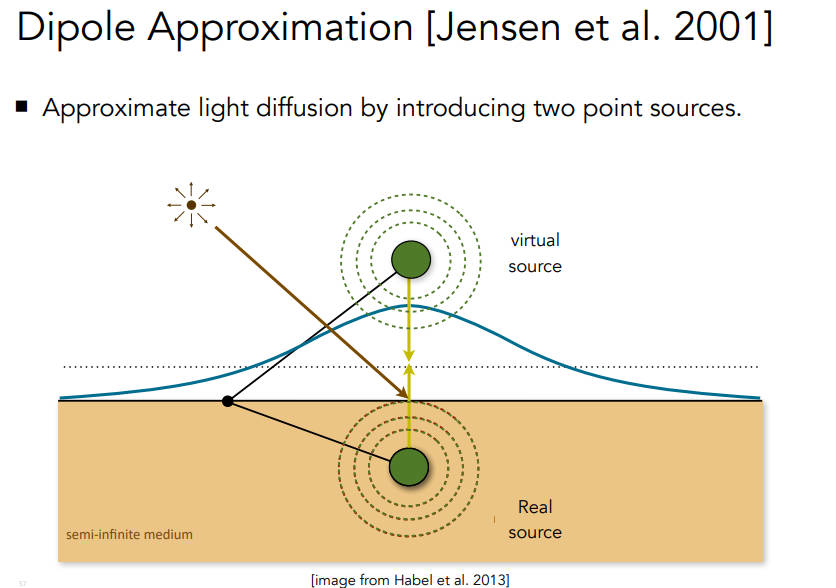 Dipole Approximation [Jensen et al. 2001]
Approximate light diffusion by introducing two point sources.
virtual
source
Real
source
semi-infinite medium
57
[image from Habel et al. 2013]